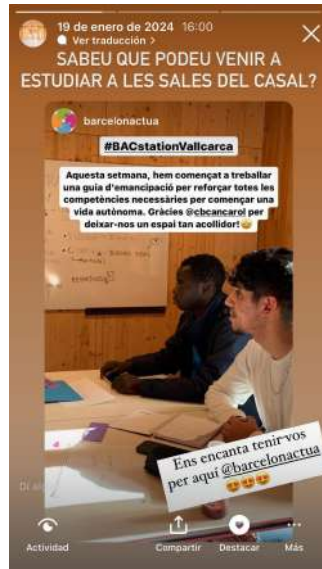 19 de enero de 2024 16:00
Ver traducción >
SABEU QUE PODEU VENIR A
ESTUDIAR A LES SALES DEL CASAL?
barcelonactua
#BACstationVallcarca
Aquesta setmana, hem començat a treballar
una guia d'emancipació per reforçar totes les
competències necessàries per començar una
vida autònoma. Gràcies @cbcancarol per
deixar-nos un espai tan acollidor!🤗
Ens encanta tenir-vos
per aquí @barcelonactua
😍😍😍
Actividad
Compartir
Destacar
Más